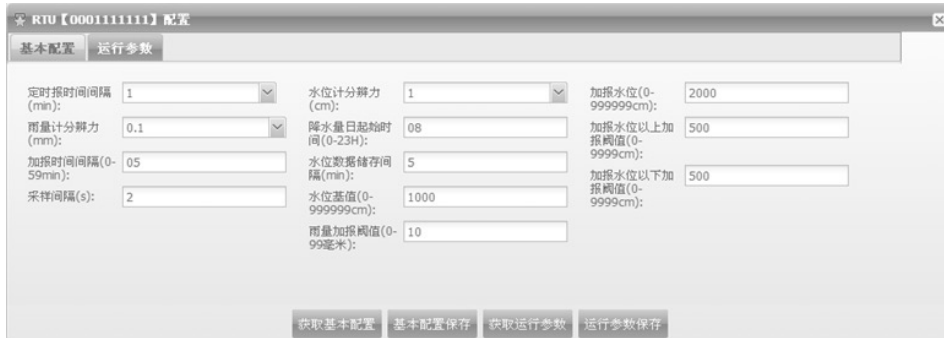 RTU【0001111111】配置
基本配置 运行参数
定时报时间间隔
(min):
1
雨量计分辨力
(mm):
0.1
加报时间间隔(0-
59min):
05
采样间隔(s):
2
水位计分辨力
(cm):
1
降水量日起始时
间(0-23H):
08
水位数据储存间
隔(min):
5
水位基值(0-
999999cm):
1000
雨量加报阈值(0-
99毫米):
10
加报水位(0-
999999cm):
2000
加报水位以上加
报阈值(0-
9999cm):
500
加报水位以下加
报阈值(0-
9999cm):
500
获取基本配置 基本配置保存 获取运行参数 运行参数保存